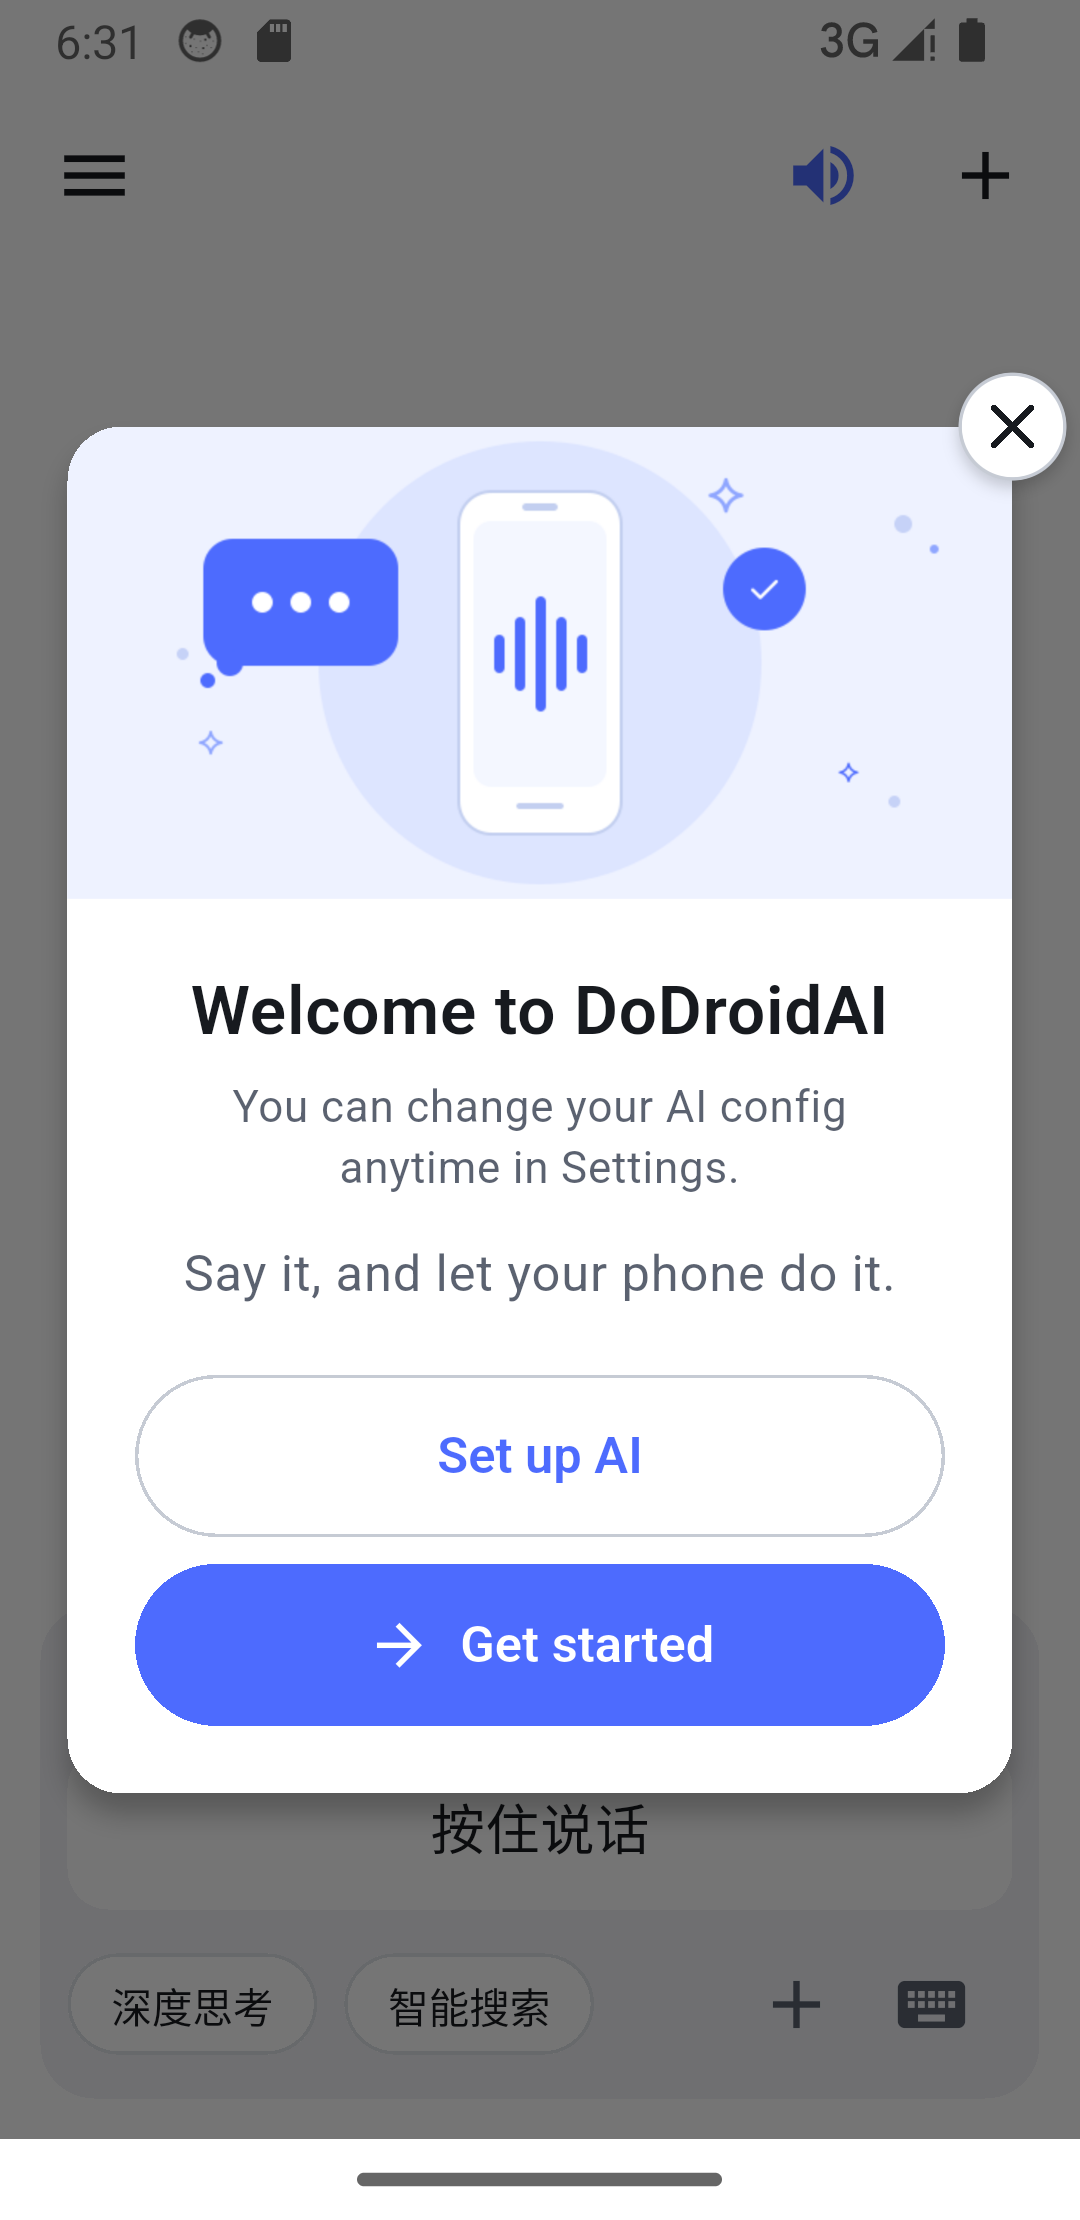 6:31
3G
Welcome to DoDroidAI
You can change your AI config
anytime in Settings.
Say it, and let your phone do it.
Set up AI
Get started
按住说话
深度思考
智能搜索